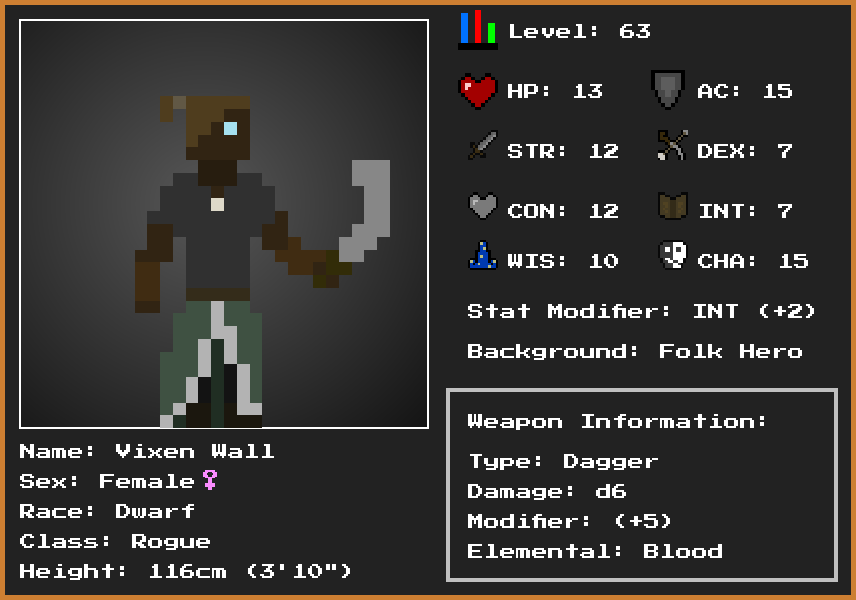 Level: 63
HP: 13
AC: 15
STR: 12
DEX: 7
CON: 12
INT: 7
WIS: 10
CHA: 15
Stat Modifier: INT (+2)
Background: Folk Hero
Weapon Information:
Type: Dagger
Damage: d6
Modifier: (+5)
Elemental: Blood
Name: Vixen Wall
Sex: Female♀
Race: Dwarf
Class: Rogue
Height: 116cm (3'10")